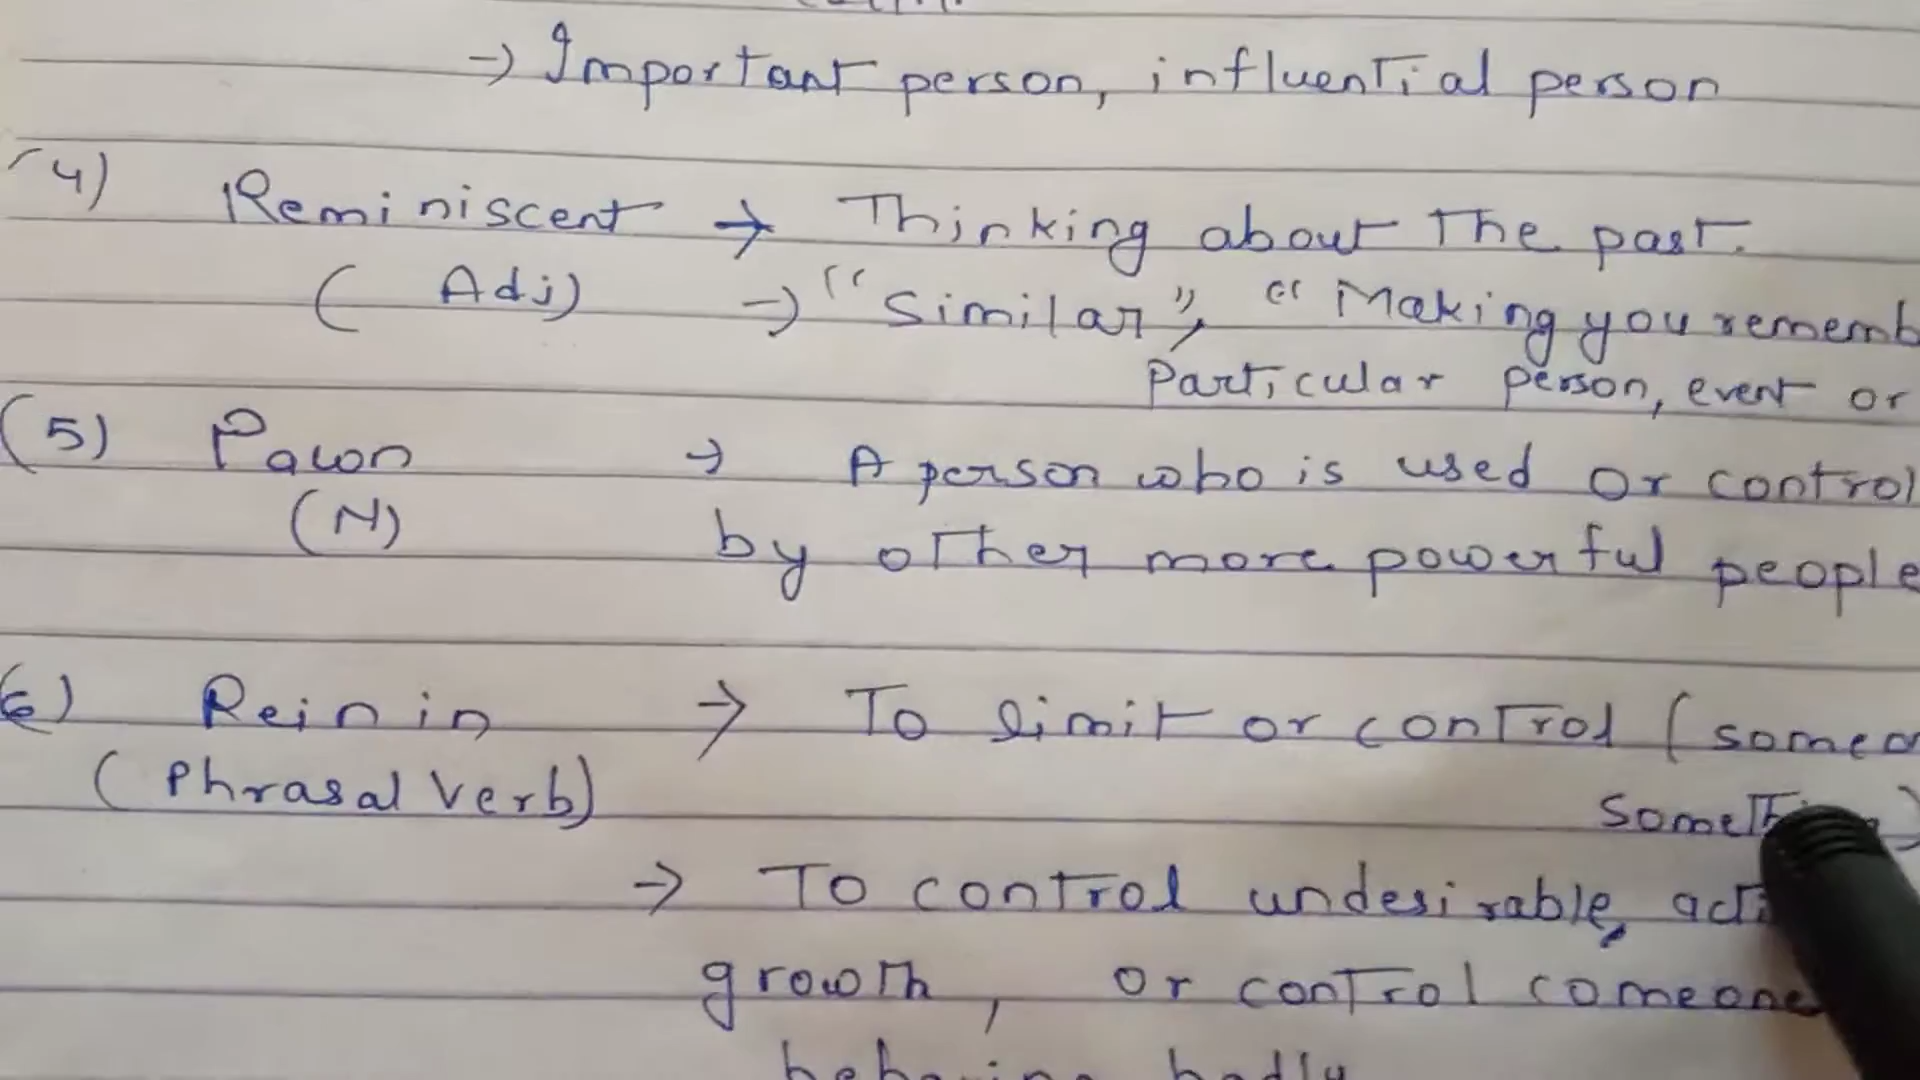 → Important person, influential person
(4) Reminiscent → Thinking about the past.
(Adj) → "Similar", "Making you rememb
Particular person, event or
(5) Pawon → A person who is used or control
(N) by other more powerful people
6) Rein in → To limit or control (someo
(Phrasal verb)
→ To control undesirable,
growth, or control comeone